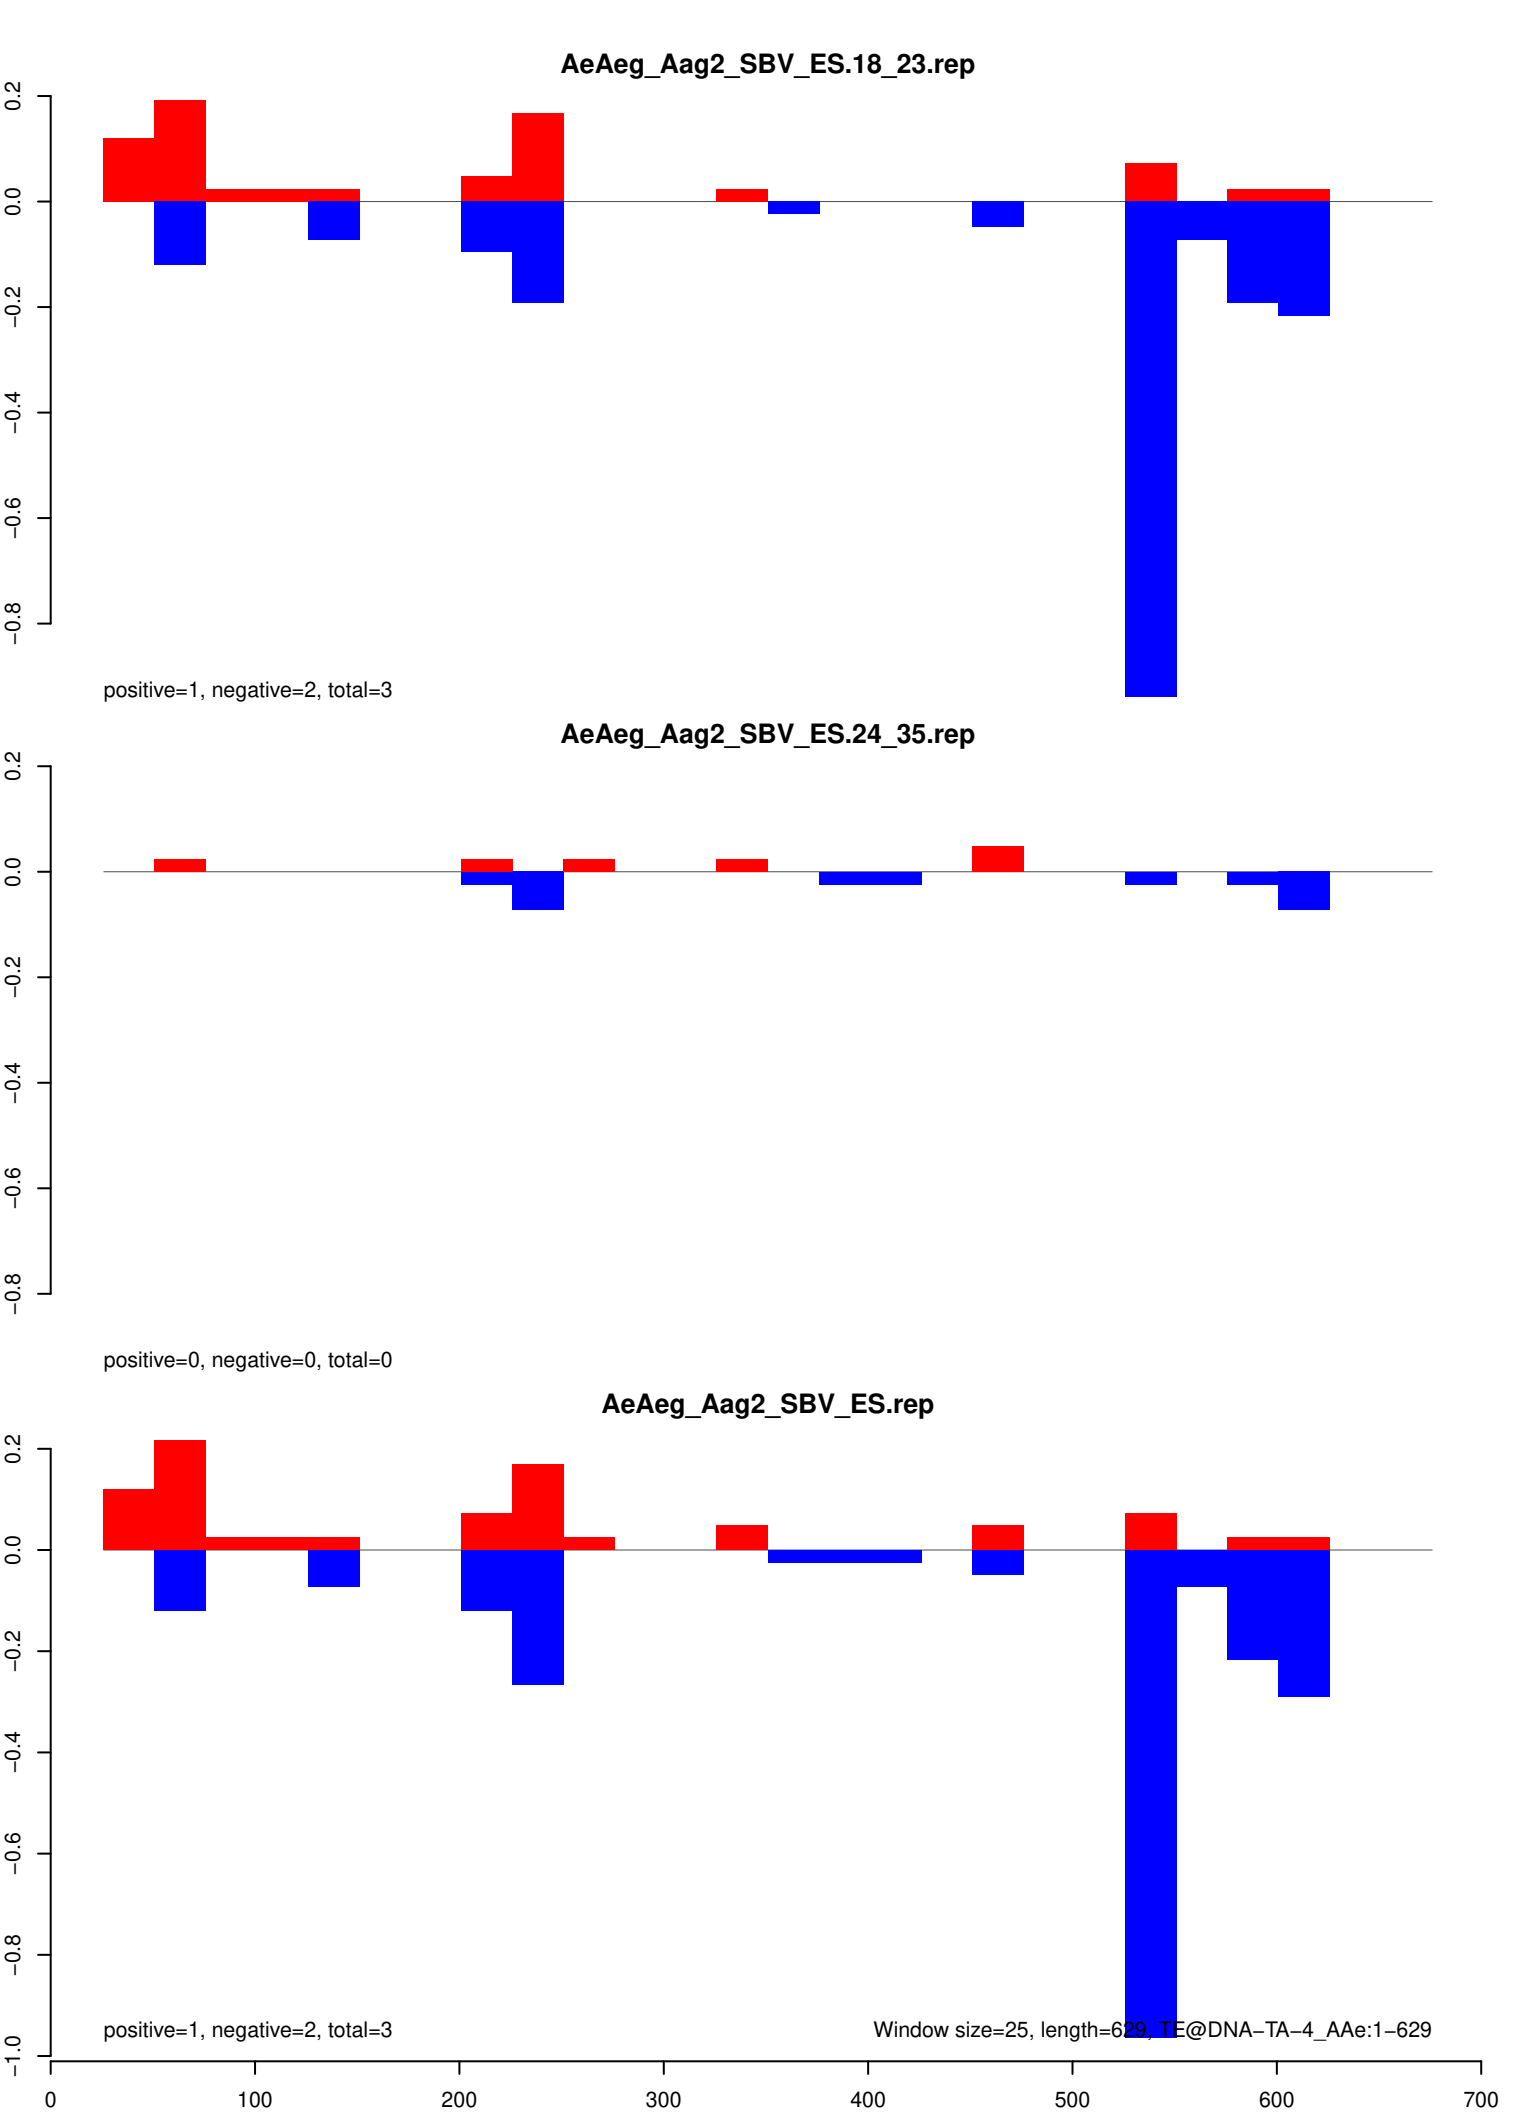 AeAeg_Aag2_SBV_ES.18_23.rep
0.2
0.0
−0.2
−0.4
−0.6
−0.8
positive=1, negative=2, total=3
AeAeg_Aag2_SBV_ES.24_35.rep
0.2
0.0
−0.2
−0.4
−0.6
−0.8
positive=0, negative=0, total=0
AeAeg_Aag2_SBV_ES.rep
0.2
0.0
−0.2
−0.4
−0.6
−0.8
−1.0
positive=1, negative=2, total=3
Window size=25, length=629, TE@DNA−TA−4_AAe:1−629
0 100 200 300 400 500 600 700